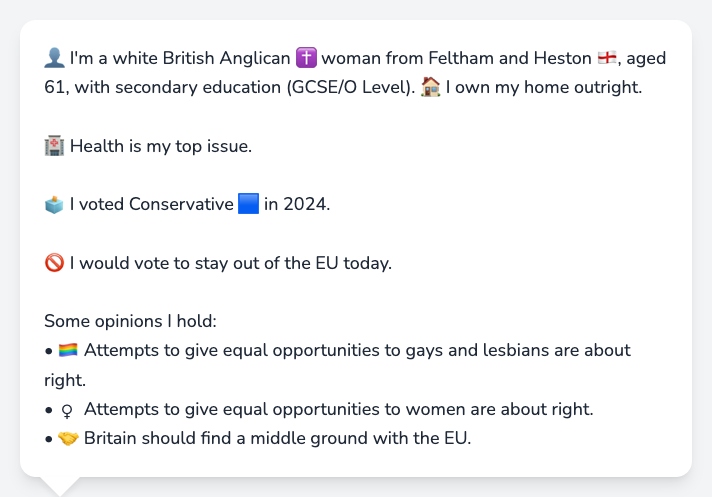 👤 I'm a white British Anglican ✝️ woman from Feltham and Heston 🏴󠁧󠁢󠁥󠁮󠁧󠁿, aged
61, with secondary education (GCSE/O Level). 🏠 I own my home outright.
🏥 Health is my top issue.
🗳️ I voted Conservative 🟦 in 2024.
🚫 I would vote to stay out of the EU today.
Some opinions I hold:
• 🏳️‍🌈 Attempts to give equal opportunities to gays and lesbians are about
right.
• ♀ Attempts to give equal opportunities to women are about right.
• 🤝 Britain should find a middle ground with the EU.